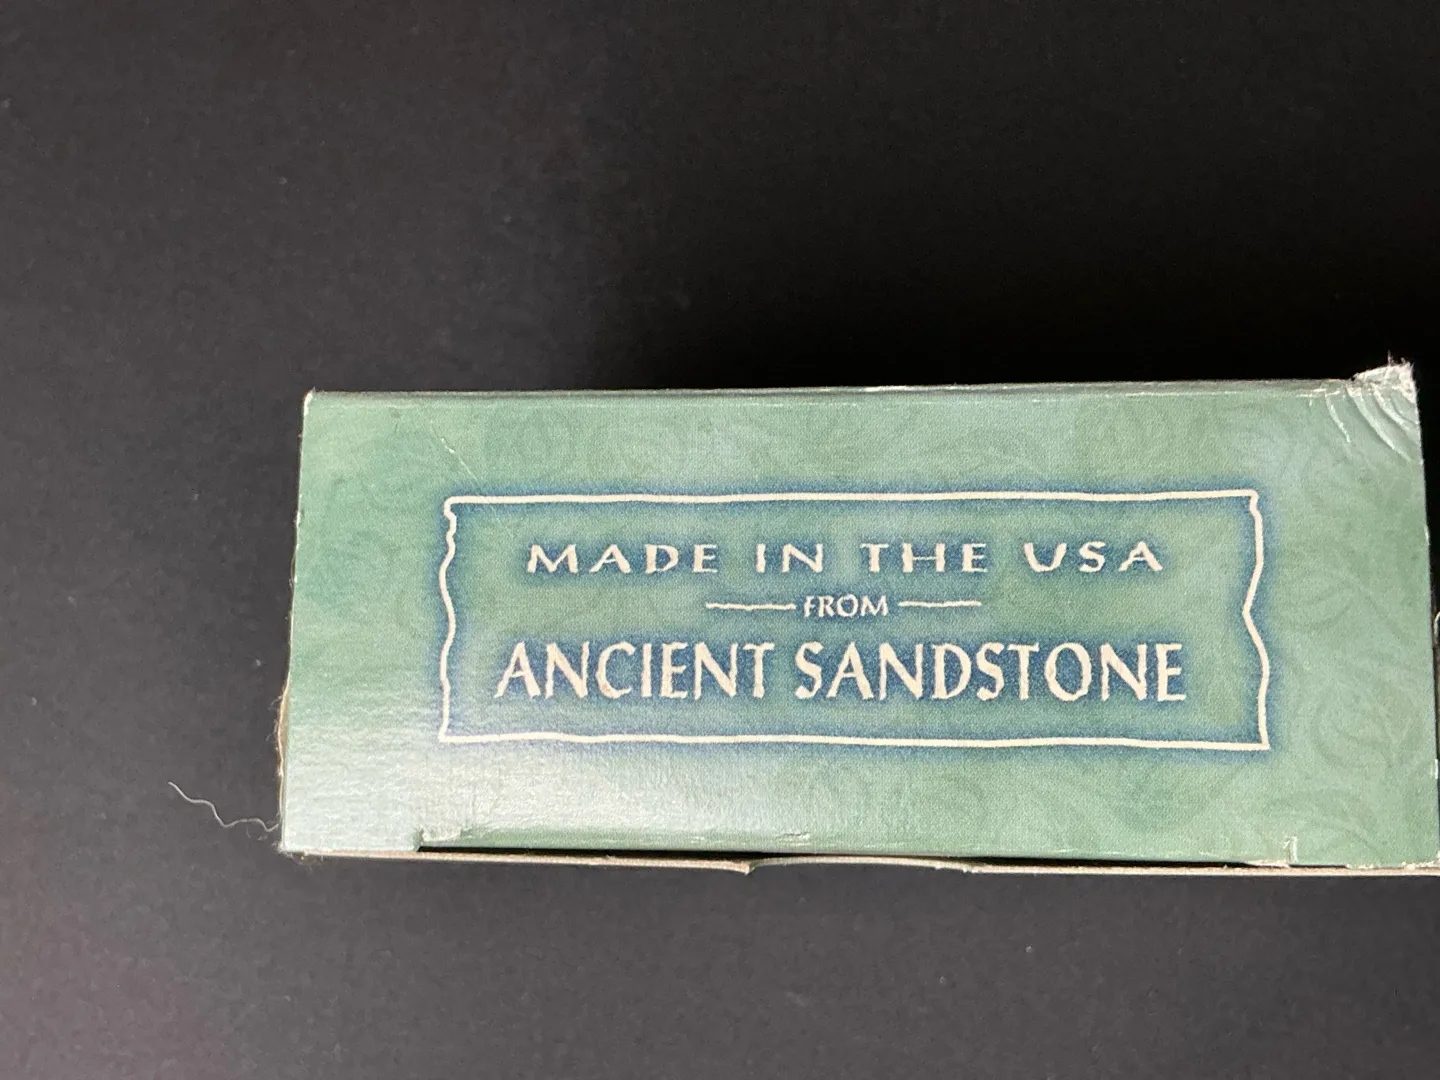 MADE IN THE USA
FROM
ANCIENT SANDSTONE